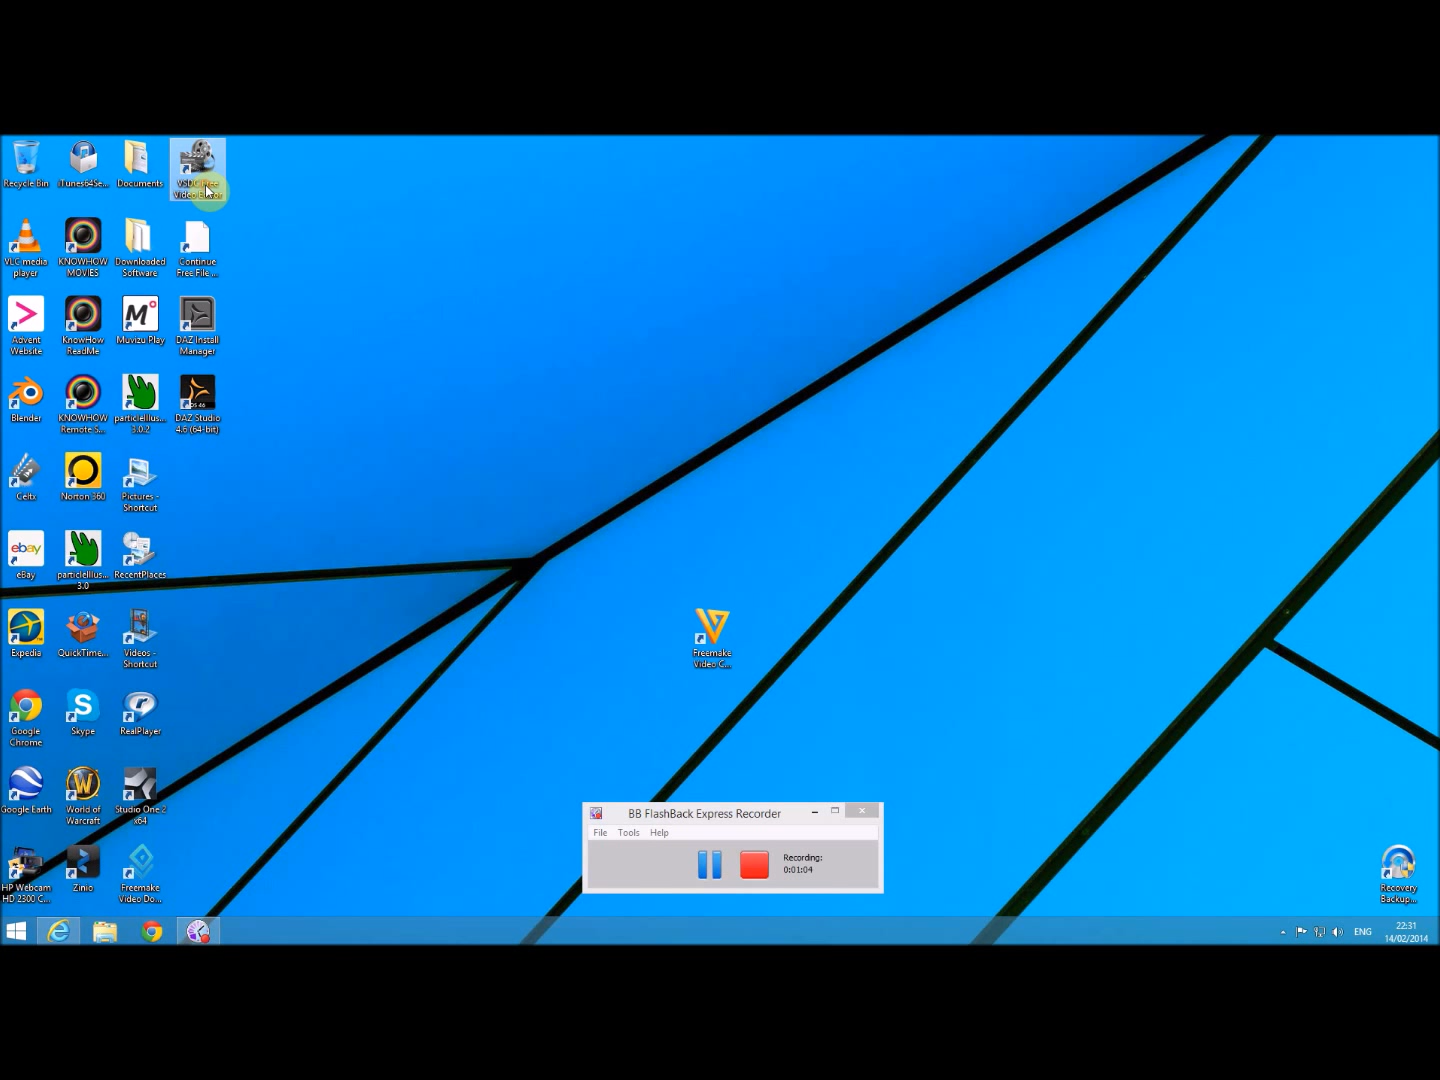 Recycle Bin
iTunes64Se...
Documents
VSDC Free
Video Editor
VLC media
player
KNOWHOW
MOVIES
Downloaded
Software
Continue
Free File ...
Advent
Website
KnowHow
ReadMe
Muvizu Play
DAZ Install
Manager
Blender
KNOWHOW
Remote S...
particleIllus...
3.0.2
DAZ Studio
4.6 (64-bit)
Celtx
Norton 360
Pictures -
Shortcut
eBay
particleIllus...
3.0
RecentPlaces
Expedia
QuickTime...
Videos -
Shortcut
Freemake
Video C...
Google
Chrome
Skype
RealPlayer
Google Earth
World of
Warcraft
Studio One 2
x64
HP Webcam
HD 2300 C...
Zinio
Freemake
Video Do...
BB FlashBack Express Recorder
File Tools Help
Recording:
0:01:04
Recovery
Backup...
ENG
22:31
14/02/2014